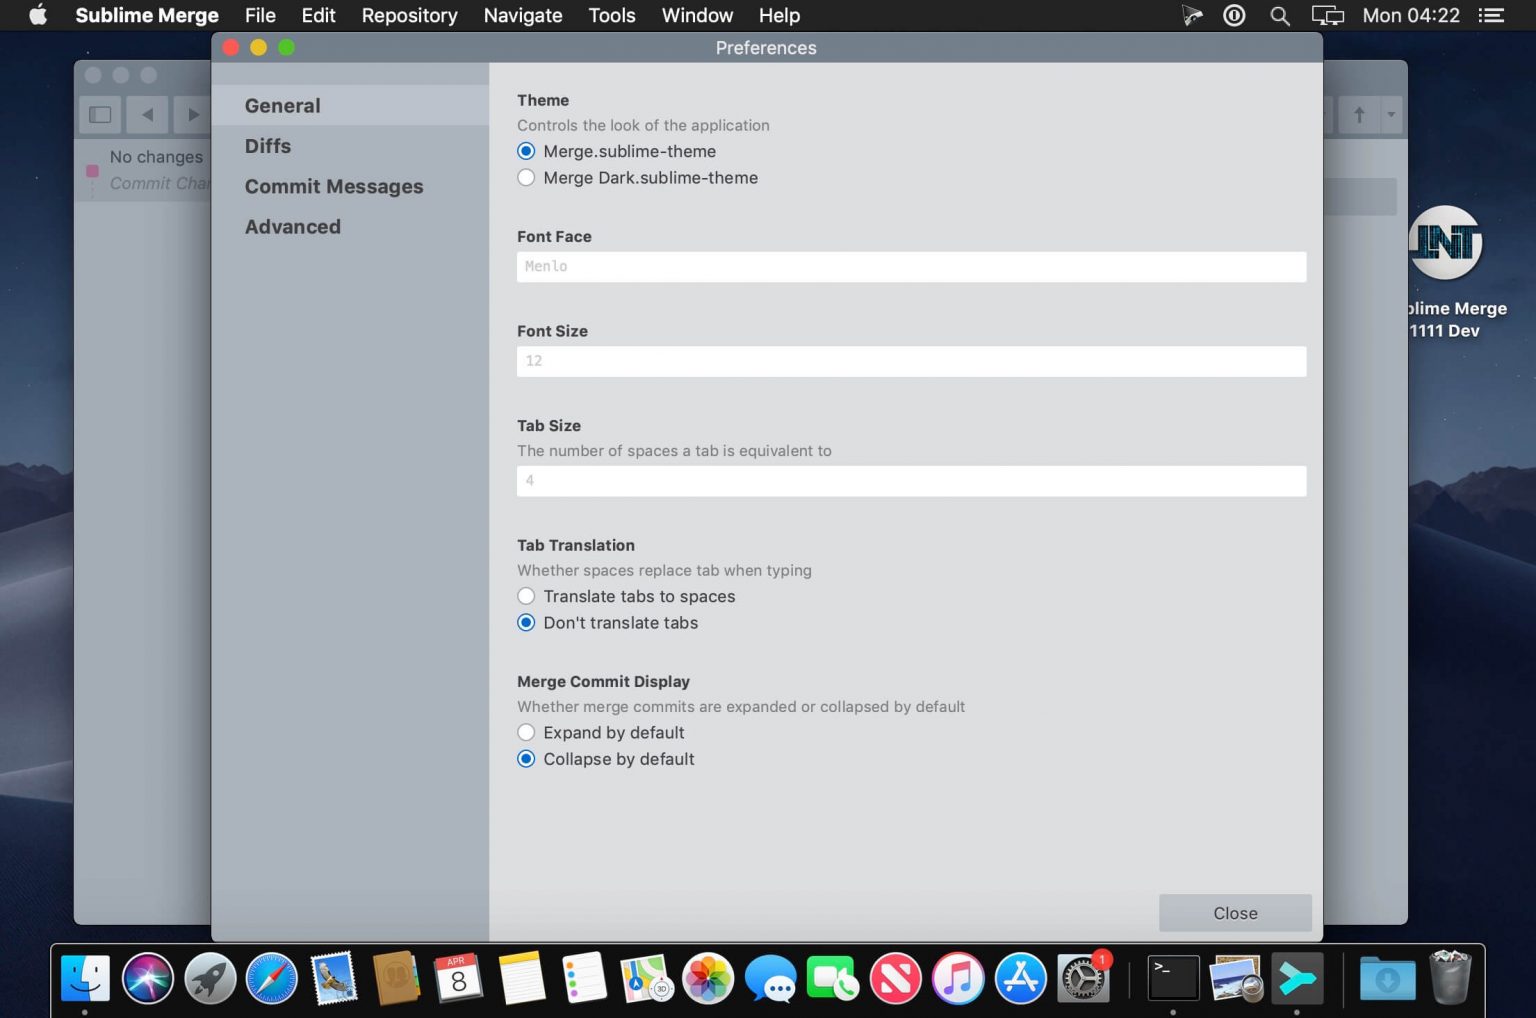 Sublime Merge File Edit Repository Navigate Tools Window Help Mon 04:22
Preferences
General
Diffs
Commit Messages
Advanced
No changes
Commit Char
Theme
Controls the look of the application
Merge.sublime-theme
Merge Dark.sublime-theme
Font Face
Menlo
Font Size
12
Tab Size
The number of spaces a tab is equivalent to
4
Tab Translation
Whether spaces replace tab when typing
Translate tabs to spaces
Don't translate tabs
Merge Commit Display
Whether merge commits are expanded or collapsed by default
Expand by default
Collapse by default
Close
JNT
blime Merge
1111 Dev
APR
8
3D
1
>_